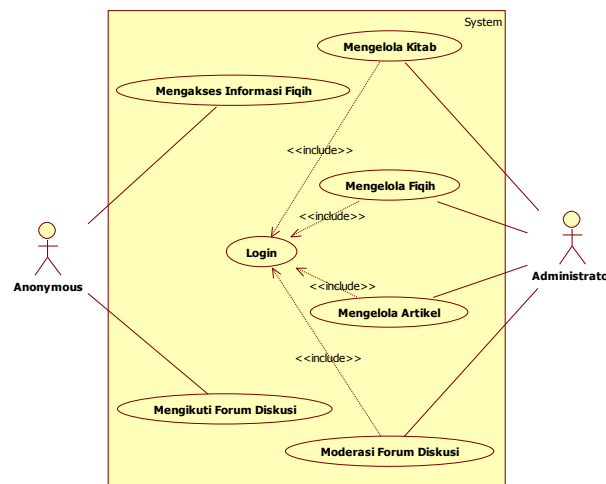 System
Mengelola Kitab
Mengakses Informasi Fiqih
<<include>>
Mengelola Fiqih
<<include>>
Login
Anonymous
Administrato
<<include>>
Mengelola Artikel
<<include>>
Mengikuti Forum Diskusi
Moderasi Forum Diskusi